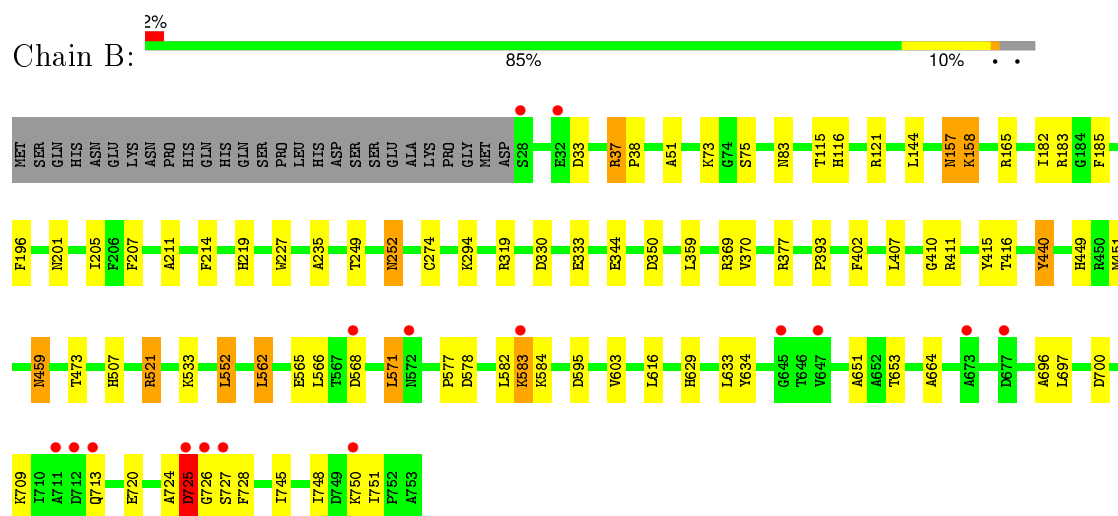 2%
Chain B:
85% 10% • •
MET SER GLN HIS ASN GLU LYS ASN PRO HIS GLN HIS GLN SER PRO LEU HIS ASP SER SER GLU ALA LYS PRO GLY MET ASP S28 E32 D33 R37 P38 A51 K73 G74 S75 N83 T115 H116 R121 L144 N157 K158 R165 I182 R183 G184 F185
F196 N201 I205 F206 F207 A211 F214 H219 W227 A235 T249 N252 C274 K294 R319 D330 E333 E344 D350 L359 R369 V370 R377 P393 F402 L407 G410 R411 Y415 T416 Y440 H449 R450 M451
N459 T473 H507 R521 K533 L552 L562 E565 L566 T567 D568 L571 N572 P577 D578 L582 K583 K584 D595 V603 L616 H629 L633 Y634 G645 T646 V647 A651 A652 T653 A664 A673 D677 A696 L697 D700
K709 I710 A711 D712 Q713 E720 A724 D725 G726 S727 F728 I745 I748 D749 K750 I751 P752 A753